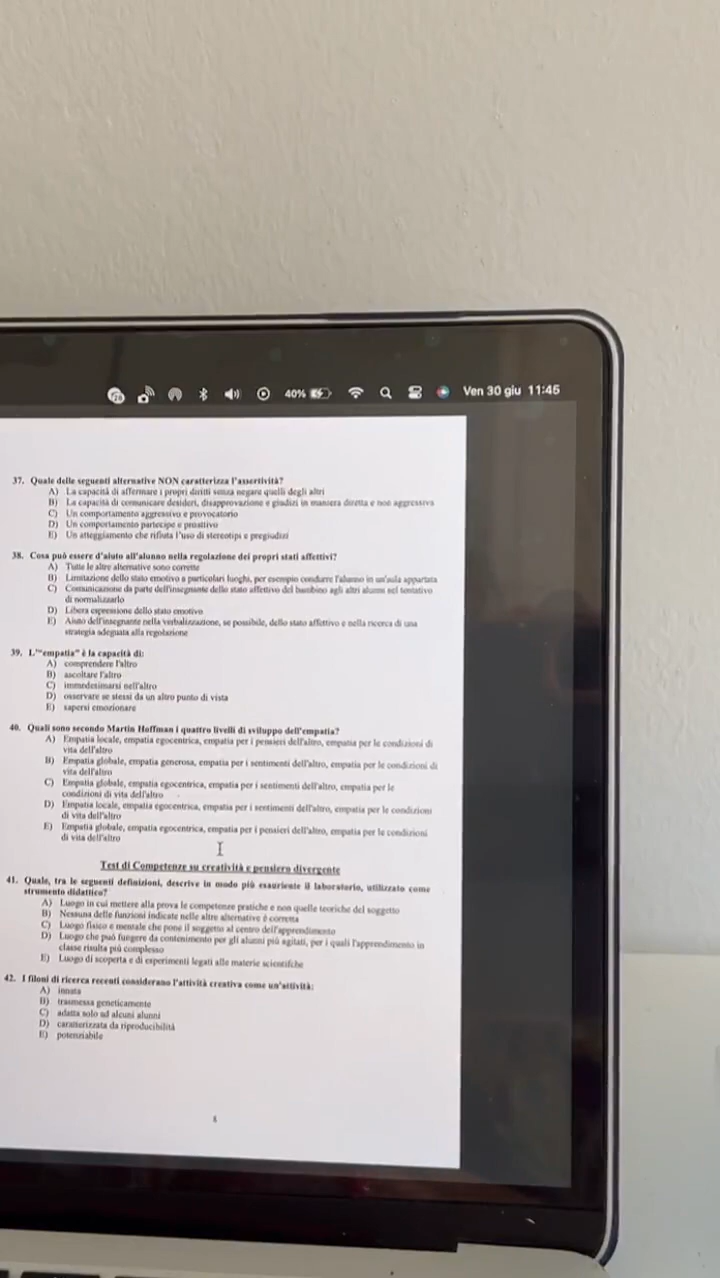 40%
Ven 30 giu 11:45
37. Quale delle seguenti alternative NON caratterizza l'assertività?
A) La capacità di affermare i propri diritti senza negare quelli degli altri
B) La capacità di comunicare desideri, disapprovazione e giudizi in maniera diretta e non aggressiva
C) Un comportamento aggressivo e provocatorio
D) Un comportamento partecipe e proattivo
E) Un atteggiamento che rifiuta l'uso di stereotipi e pregiudizi
38. Cosa può essere d'aiuto all'alunno nella regolazione dei propri stati affettivi?
A) Tutte le altre alternative sono corrette
B) Limitazione dello stato emotivo a particolari luoghi, per esempio condurre l'alunno in un'aula appartata
C) Comunicazione da parte dell'insegnante dello stato affettivo del bambino agli altri alunni nel tentativo
di normalizzarlo
D) Libera espressione dello stato emotivo
E) Aiuto dell'insegnante nella verbalizzazione, se possibile, dello stato affettivo e nella ricerca di una
strategia adeguata alla regolazione
39. L'"empatia" è la capacità di:
A) comprendere l'altro
B) ascoltare l'altro
C) immedesimarsi nell'altro
D) osservare se stessi da un altro punto di vista
E) sapersi emozionare
40. Quali sono secondo Martin Hoffman i quattro livelli di sviluppo dell'empatia?
A) Empatia locale, empatia egocentrica, empatia per i pensieri dell'altro, empatia per le condizioni di
vita dell'altro
B) Empatia globale, empatia generosa, empatia per i sentimenti dell'altro, empatia per le condizioni di
vita dell'altro
C) Empatia globale, empatia egocentrica, empatia per i sentimenti dell'altro, empatia per le
condizioni di vita dell'altro
D) Empatia locale, empatia egocentrica, empatia per i sentimenti dell'altro, empatia per le condizioni
di vita dell'altro
E) Empatia globale, empatia egocentrica, empatia per i pensieri dell'altro, empatia per le condizioni
di vita dell'altro
Test di Competenze su creatività e pensiero divergente
41. Quale, tra le seguenti definizioni, descrive in modo più esauriente il laboratorio, utilizzato come
strumento didattico?
A) Luogo in cui mettere alla prova le competenze pratiche e non quelle teoriche del soggetto
B) Nessuna delle funzioni indicate nelle altre alternative è corretta
C) Luogo fisico e mentale che pone il soggetto al centro dell'apprendimento
D) Luogo che può fungere da contenimento per gli alunni più agitati, per i quali l'apprendimento in
classe risulta più complesso
E) Luogo di scoperta e di esperimenti legati alle materie scientifiche
42. I filoni di ricerca recenti considerano l'attività creativa come un'attività:
A) innata
B) trasmessa geneticamente
C) adatta solo ad alcuni alunni
D) caratterizzata da riproducibilità
E) potenziabile